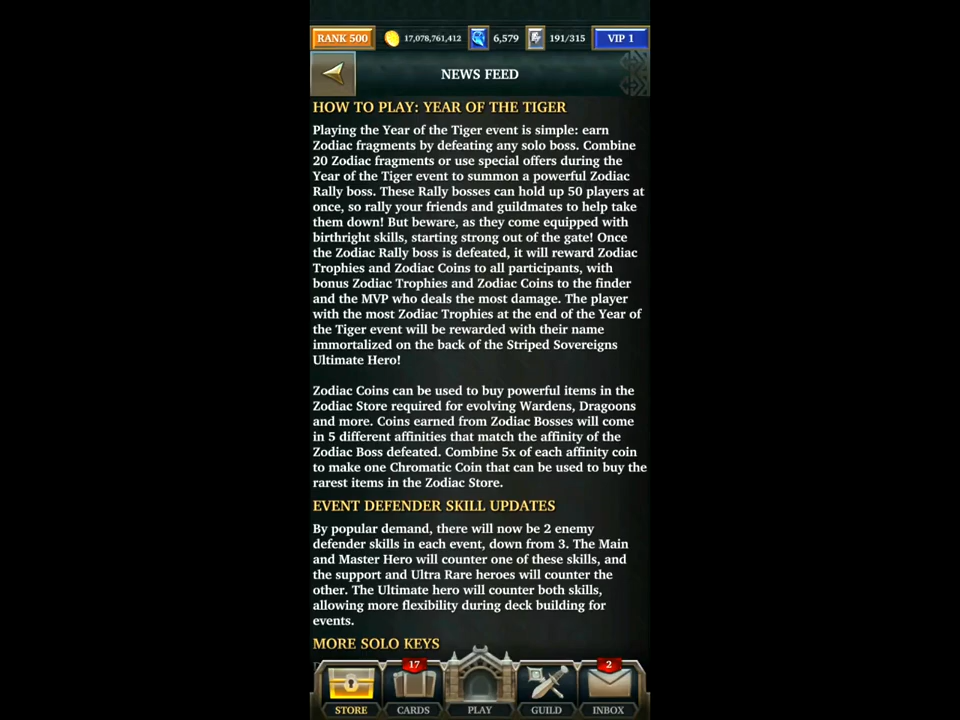 RANK 500
17,078,761,412
6,579
191/315
VIP 1
NEWS FEED
HOW TO PLAY: YEAR OF THE TIGER
Playing the Year of the Tiger event is simple: earn
Zodiac fragments by defeating any solo boss. Combine
20 Zodiac fragments or use special offers during the
Year of the Tiger event to summon a powerful Zodiac
Rally boss. These Rally bosses can hold up 50 players at
once, so rally your friends and guildmates to help take
them down! But beware, as they come equipped with
birthright skills, starting strong out of the gate! Once
the Zodiac Rally boss is defeated, it will reward Zodiac
Trophies and Zodiac Coins to all participants, with
bonus Zodiac Trophies and Zodiac Coins to the finder
and the MVP who deals the most damage. The player
with the most Zodiac Trophies at the end of the Year of
the Tiger event will be rewarded with their name
immortalized on the back of the Striped Sovereigns
Ultimate Hero!
Zodiac Coins can be used to buy powerful items in the
Zodiac Store required for evolving Wardens, Dragoons
and more. Coins earned from Zodiac Bosses will come
in 5 different affinities that match the affinity of the
Zodiac Boss defeated. Combine 5x of each affinity coin
to make one Chromatic Coin that can be used to buy the
rarest items in the Zodiac Store.
EVENT DEFENDER SKILL UPDATES
By popular demand, there will now be 2 enemy
defender skills in each event, down from 3. The Main
and Master Hero will counter one of these skills, and
the support and Ultra Rare heroes will counter the
other. The Ultimate hero will counter both skills,
allowing more flexibility during deck building for
events.
MORE SOLO KEYS
17
2
STORE
CARDS
PLAY
GUILD
INBOX